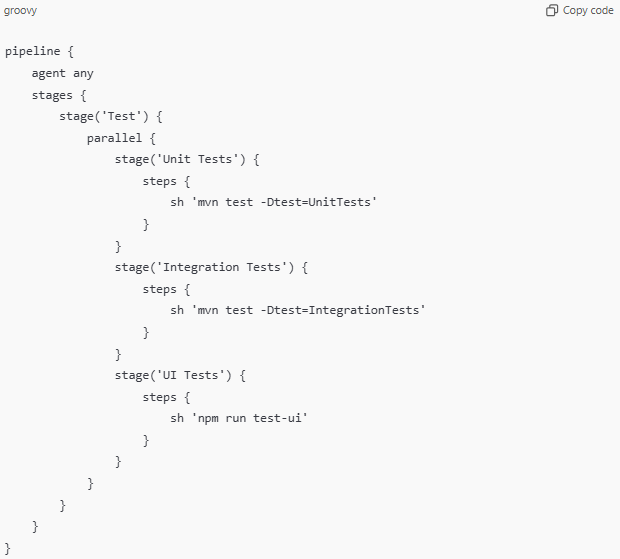 groovy
Copy code
pipeline {
    agent any
    stages {
        stage('Test') {
            parallel {
                stage('Unit Tests') {
                    steps {
                        sh 'mvn test -Dtest=UnitTests'
                    }
                }
                stage('Integration Tests') {
                    steps {
                        sh 'mvn test -Dtest=IntegrationTests'
                    }
                }
                stage('UI Tests') {
                    steps {
                        sh 'npm run test-ui'
                    }
                }
            }
        }
    }
}